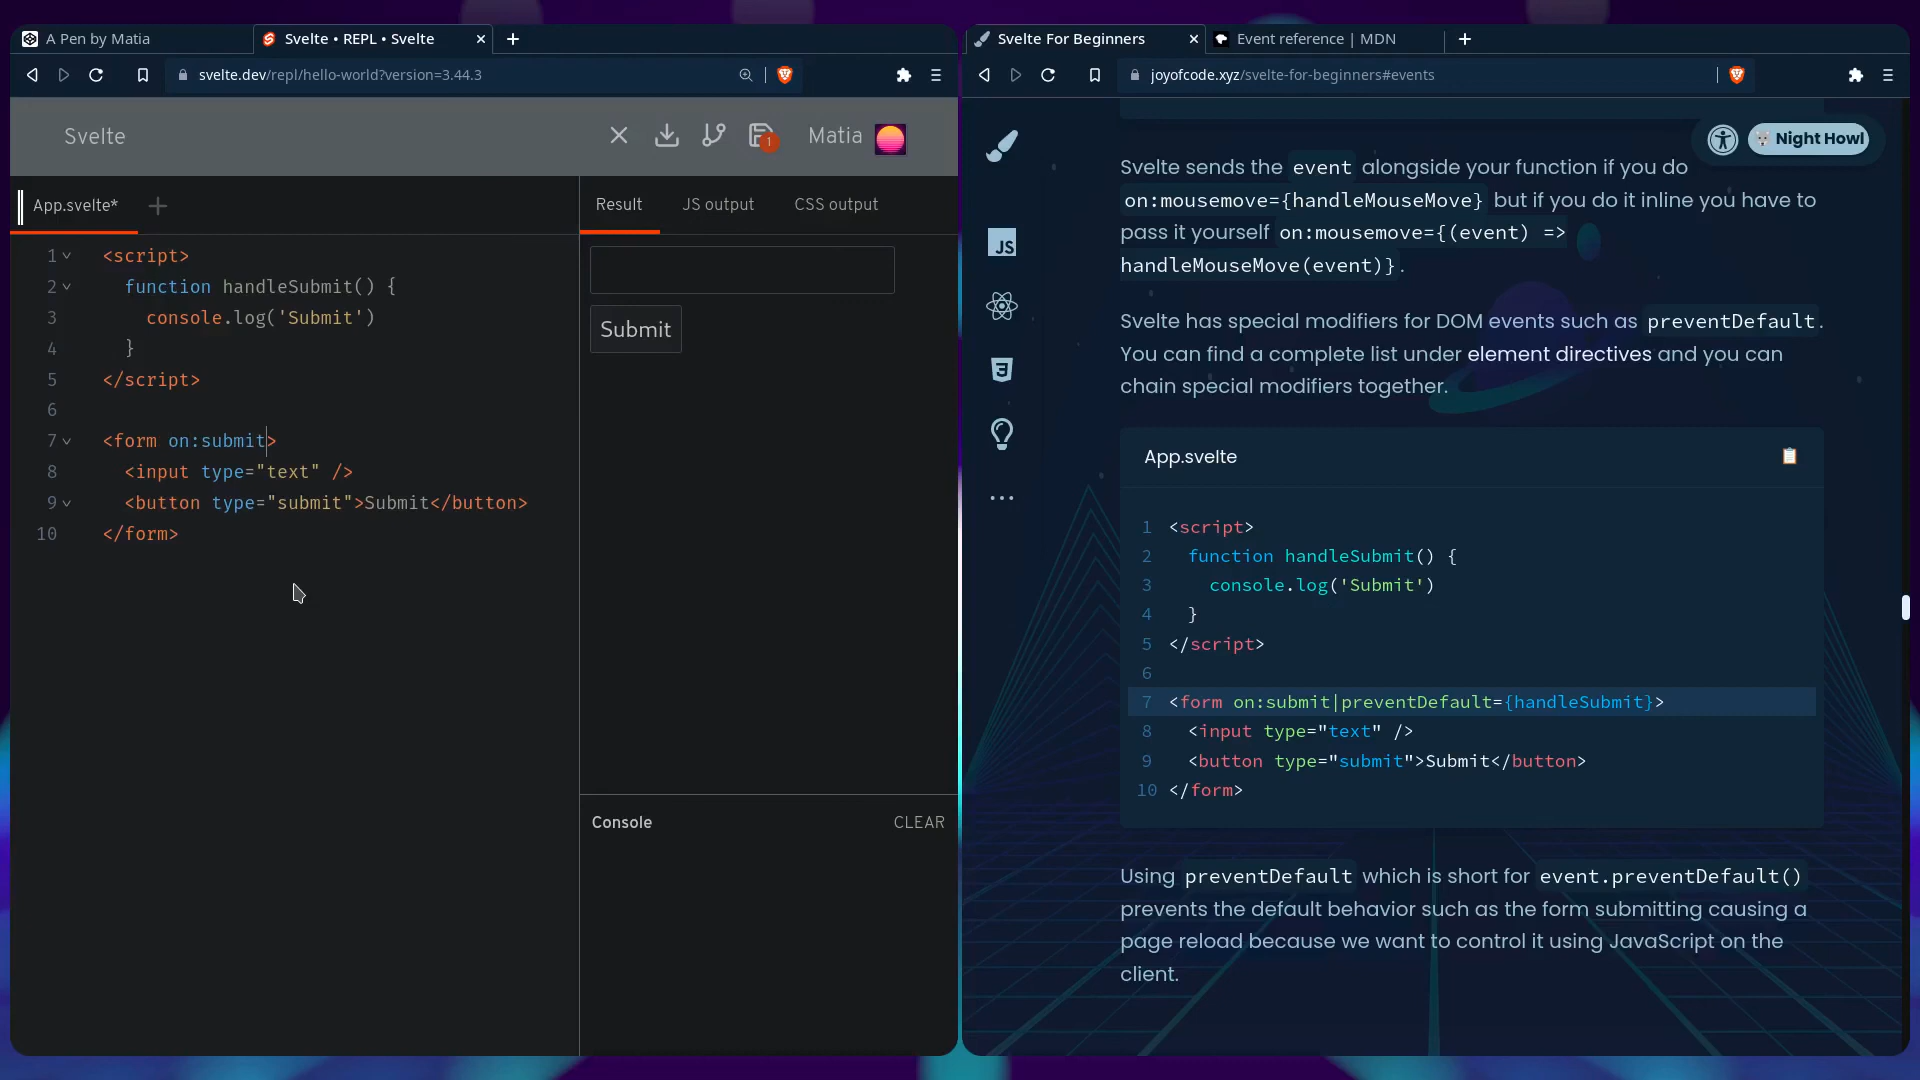 A Pen by Matia
Svelte • REPL • Svelte
svelte.dev/repl/hello-world?version=3.44.3
Svelte
1
Matia
App.svelte*
Result
JS output
CSS output
1 <script>
2 function handleSubmit() {
3 console.log('Submit')
4 }
5 </script>
6
7 <form on:submit>
8 <input type="text" />
9 <button type="submit">Submit</button>
10 </form>
Submit
Console
CLEAR
Svelte For Beginners
Event reference | MDN
joyofcode.xyz/svelte-for-beginners#events
JS
Night Howl
Svelte sends the event alongside your function if you do
on:mousemove={handleMouseMove} but if you do it inline you have to
pass it yourself on:mousemove={(event) =>
handleMouseMove(event)}.
Svelte has special modifiers for DOM events such as preventDefault.
You can find a complete list under element directives and you can
chain special modifiers together.
App.svelte
1 <script>
2 function handleSubmit() {
3 console.log('Submit')
4 }
5 </script>
6
7 <form on:submit|preventDefault={handleSubmit}>
8 <input type="text" />
9 <button type="submit">Submit</button>
10 </form>
Using preventDefault which is short for event.preventDefault()
prevents the default behavior such as the form submitting causing a
page reload because we want to control it using JavaScript on the
client.